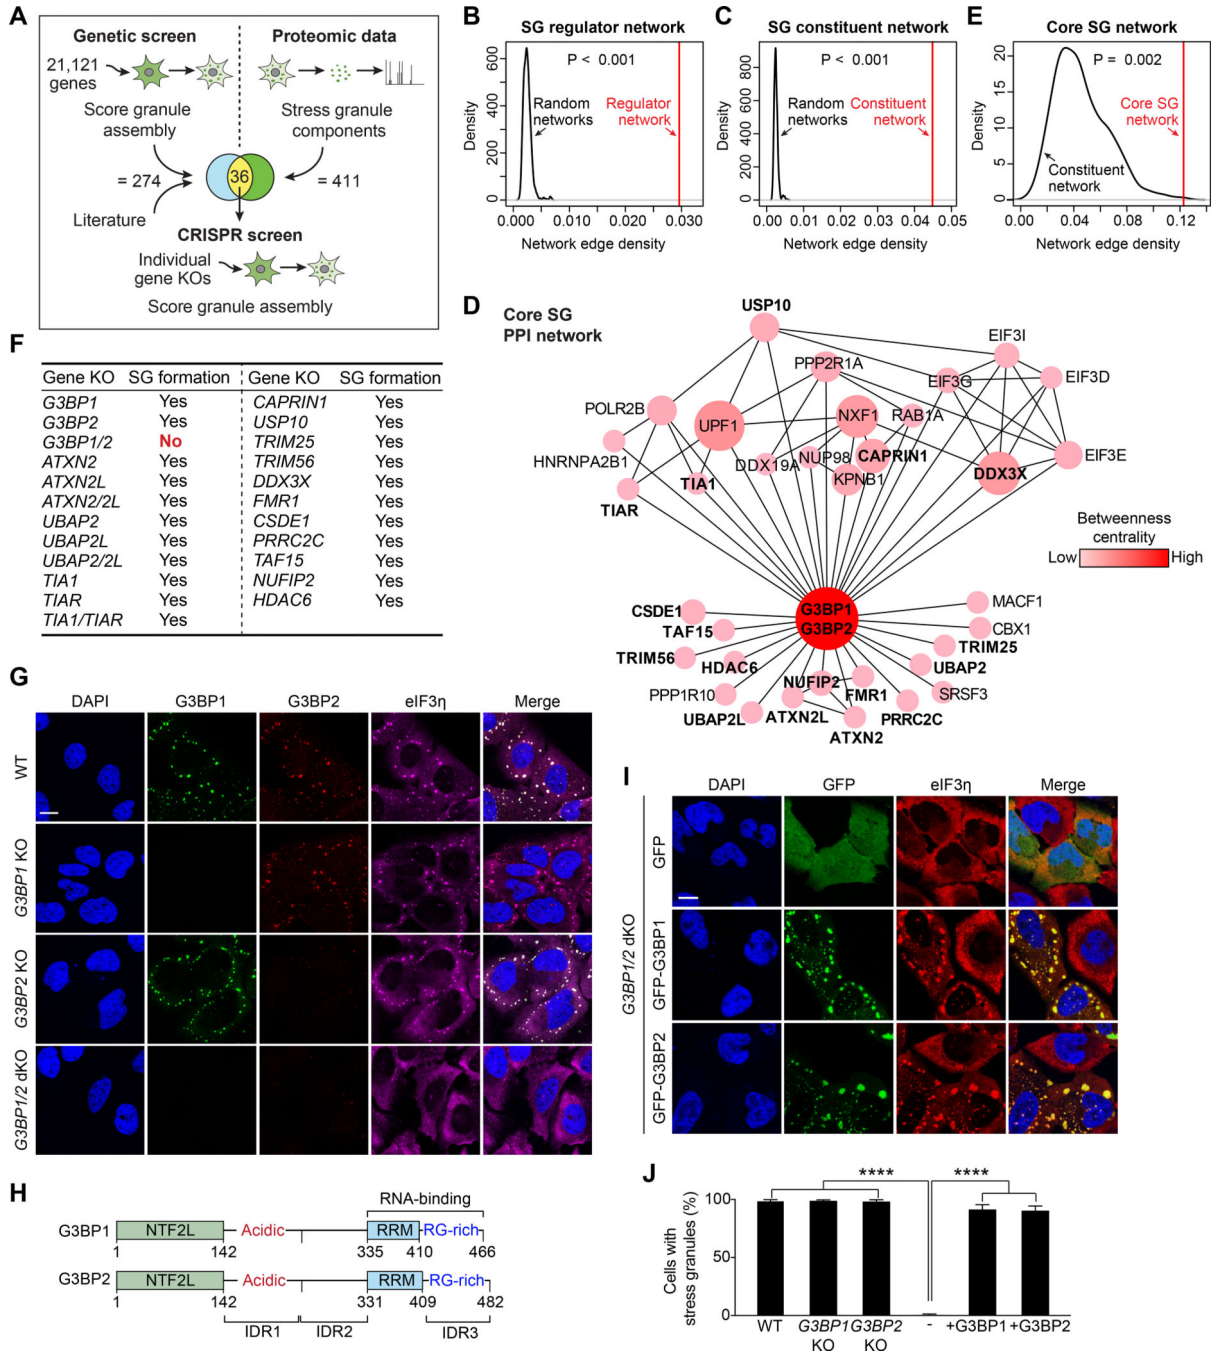 A
Genetic screen
Proteomic data
21,121
genes
Score granule
assembly
Stress granule
components
= 274
36
= 411
Literature
CRISPR screen
Individual
gene KOs
Score granule assembly
B
SG regulator network
P < 0.001
Random
networks
Regulator
network
Density
600
400
200
0
0.000
0.010
0.020
0.030
Network edge density
C
SG constituent network
P < 0.001
Random
networks
Constituent
network
Density
800
600
400
200
0
0.00
0.01
0.02
0.03
0.04
0.05
Network edge density
E
Core SG network
P = 0.002
Core SG
network
Constituent
network
Density
20
15
10
5
0
0.00
0.04
0.08
0.12
Network edge density
D
Core SG
PPI network
USP10
EIF3I
PPP2R1A
EIF3G
EIF3D
POLR2B
UPF1
NXF1
RAB1A
HNRNPA2B1
DDX19A
NUP98
CAPRIN1
EIF3E
TIA1
KPNB1
DDX3X
TIAR
Betweenness
centrality
Low
High
G3BP1
G3BP2
CSDE1
MACF1
TAF15
CBX1
TRIM56
TRIM25
HDAC6
UBAP2
NUFIP2
PPP1R10
FMR1
SRSF3
UBAP2L
ATXN2L
PRRC2C
ATXN2
F
Gene KO SG formation Gene KO SG formation
G3BP1 Yes CAPRIN1 Yes
G3BP2 Yes USP10 Yes
G3BP1/2 No TRIM25 Yes
ATXN2 Yes TRIM56 Yes
ATXN2L Yes DDX3X Yes
ATXN2/2L Yes FMR1 Yes
UBAP2 Yes CSDE1 Yes
UBAP2L Yes PRRC2C Yes
UBAP2/2L Yes TAF15 Yes
TIA1 Yes NUFIP2 Yes
TIAR Yes HDAC6 Yes
TIA1/TIAR Yes
G
DAPI G3BP1 G3BP2 eIF3η Merge
WT
G3BP1 KO
G3BP2 KO
G3BP1/2 dKO
H
RNA-binding
G3BP1 NTF2L Acidic RRM RG-rich
1 142 335 410 466
G3BP2 NTF2L Acidic RRM RG-rich
1 142 331 409 482
IDR1 IDR2 IDR3
I
DAPI GFP eIF3η Merge
G3BP1/2 dKO
GFP
GFP-G3BP1
GFP-G3BP2
J
**** ****
Cells with
stress granules (%)
100
50
0
WT
G3BP1
KO
G3BP2
KO
-
+G3BP1
+G3BP2